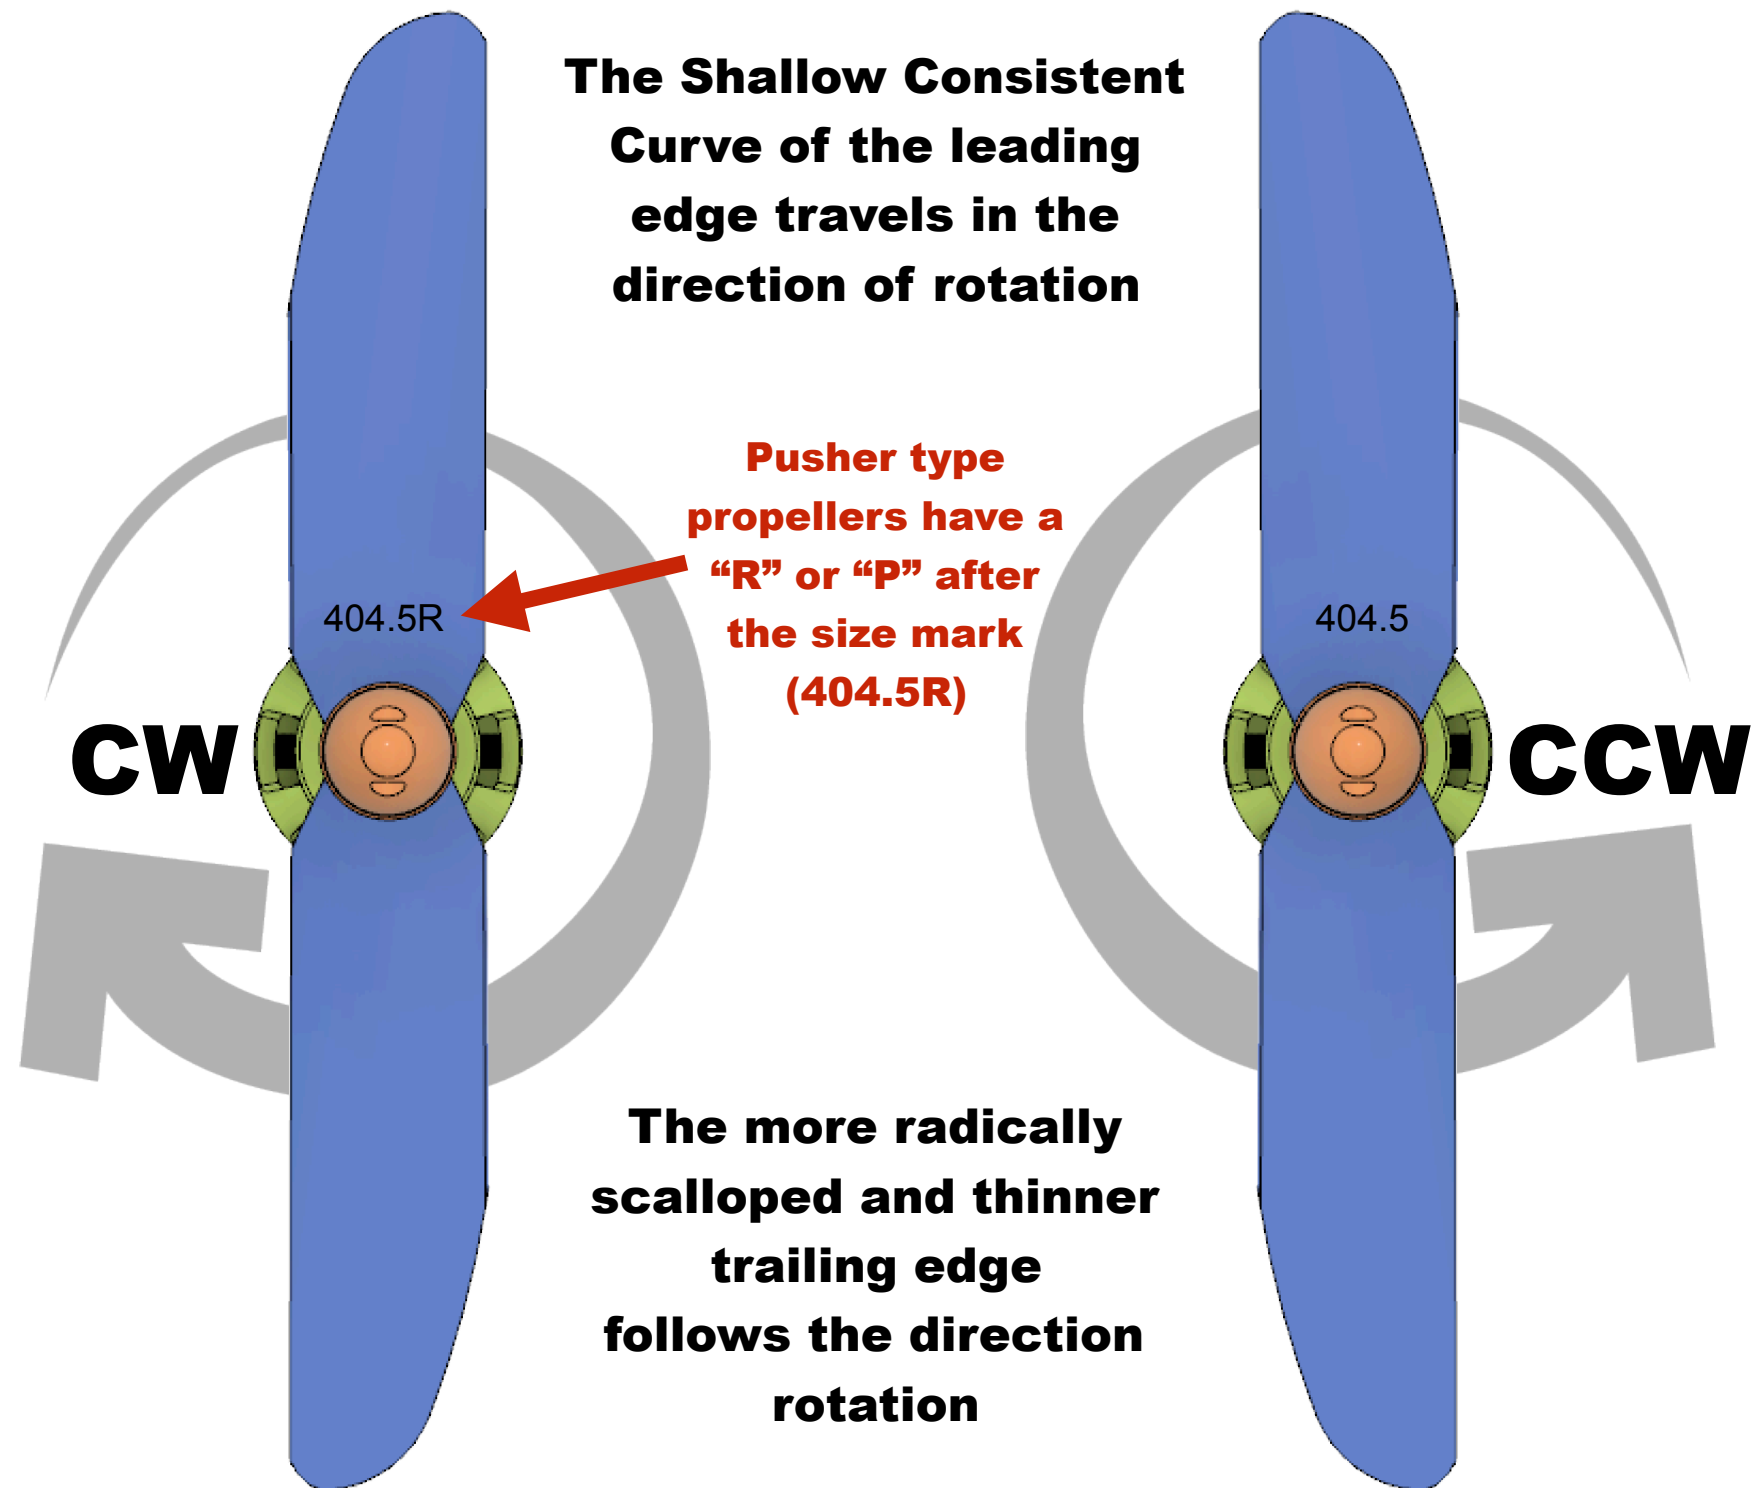 The Shallow Consistent
Curve of the leading
edge travels in the
direction of rotation
Pusher type
propellers have a
“R” or “P” after
the size mark
(404.5R)
404.5R
404.5
CW
CCW
The more radically
scalloped and thinner
trailing edge
follows the direction
rotation